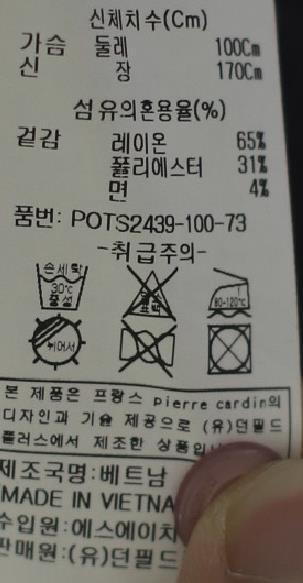 신체치수(Cm)
가슴 둘레 100Cm
신 장 170Cm
섬유의혼용율(%)
겉감 레이온 65%
폴리에스터 31%
면 4%
품번: POTS2439-100-73
-취급주의-
손세탁
30℃
중성
80-120℃
뉘어서
본 제품은 프랑스 pierre cardin의
디자인과 기술 제공으로 (유)던필드
플러스에서 제조한 상품입니
제조국명:베트남
MADE IN VIETNA
수입원:에스에이치
판매원:(유)던필드